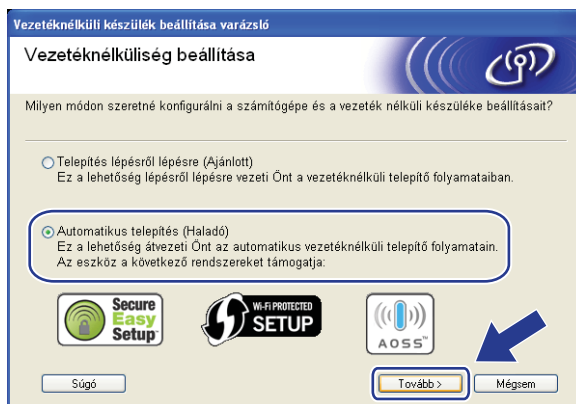 Vezetéknélküli készülék beállítása varázsló
Vezetéknélküliség beállítása
Milyen módon szeretné konfigurálni a számítógépe és a vezeték nélküli készüléke beállításait?
Telepítés lépésről lépésre (Ajánlott)
Ez a lehetőség lépésről lépésre vezeti Önt a vezetéknélküli telepítő folyamataiban.
Automatikus telepítés (Haladó)
Ez a lehetőség átvezeti Önt az automatikus vezetéknélküli telepítő folyamatain.
Az eszköz a következő rendszereket támogatja:
Secure
Easy
Setup™
WI-FI PROTECTED
SETUP
AOSS™
Súgó
Tovább >
Mégsem